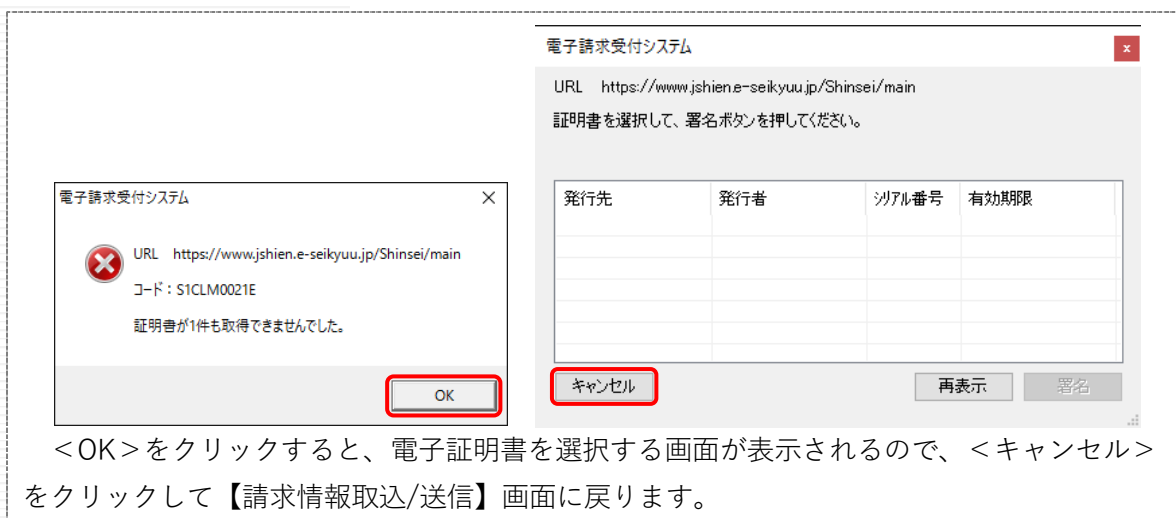 電子請求受付システム
×
URL https://www.jshien.e-seikyuu.jp/Shinsei/main
コード：S1CLM0021E
証明書が1件も取得できませんでした。
OK
電子請求受付システム
x
URL https://www.jshien.e-seikyuu.jp/Shinsei/main
証明書を選択して、署名ボタンを押してください。
発行先 発行者 シリアル番号 有効期限
キャンセル 再表示 署名
＜OK＞をクリックすると、電子証明書を選択する画面が表示されるので、＜キャンセル＞
をクリックして【請求情報取込/送信】画面に戻ります。